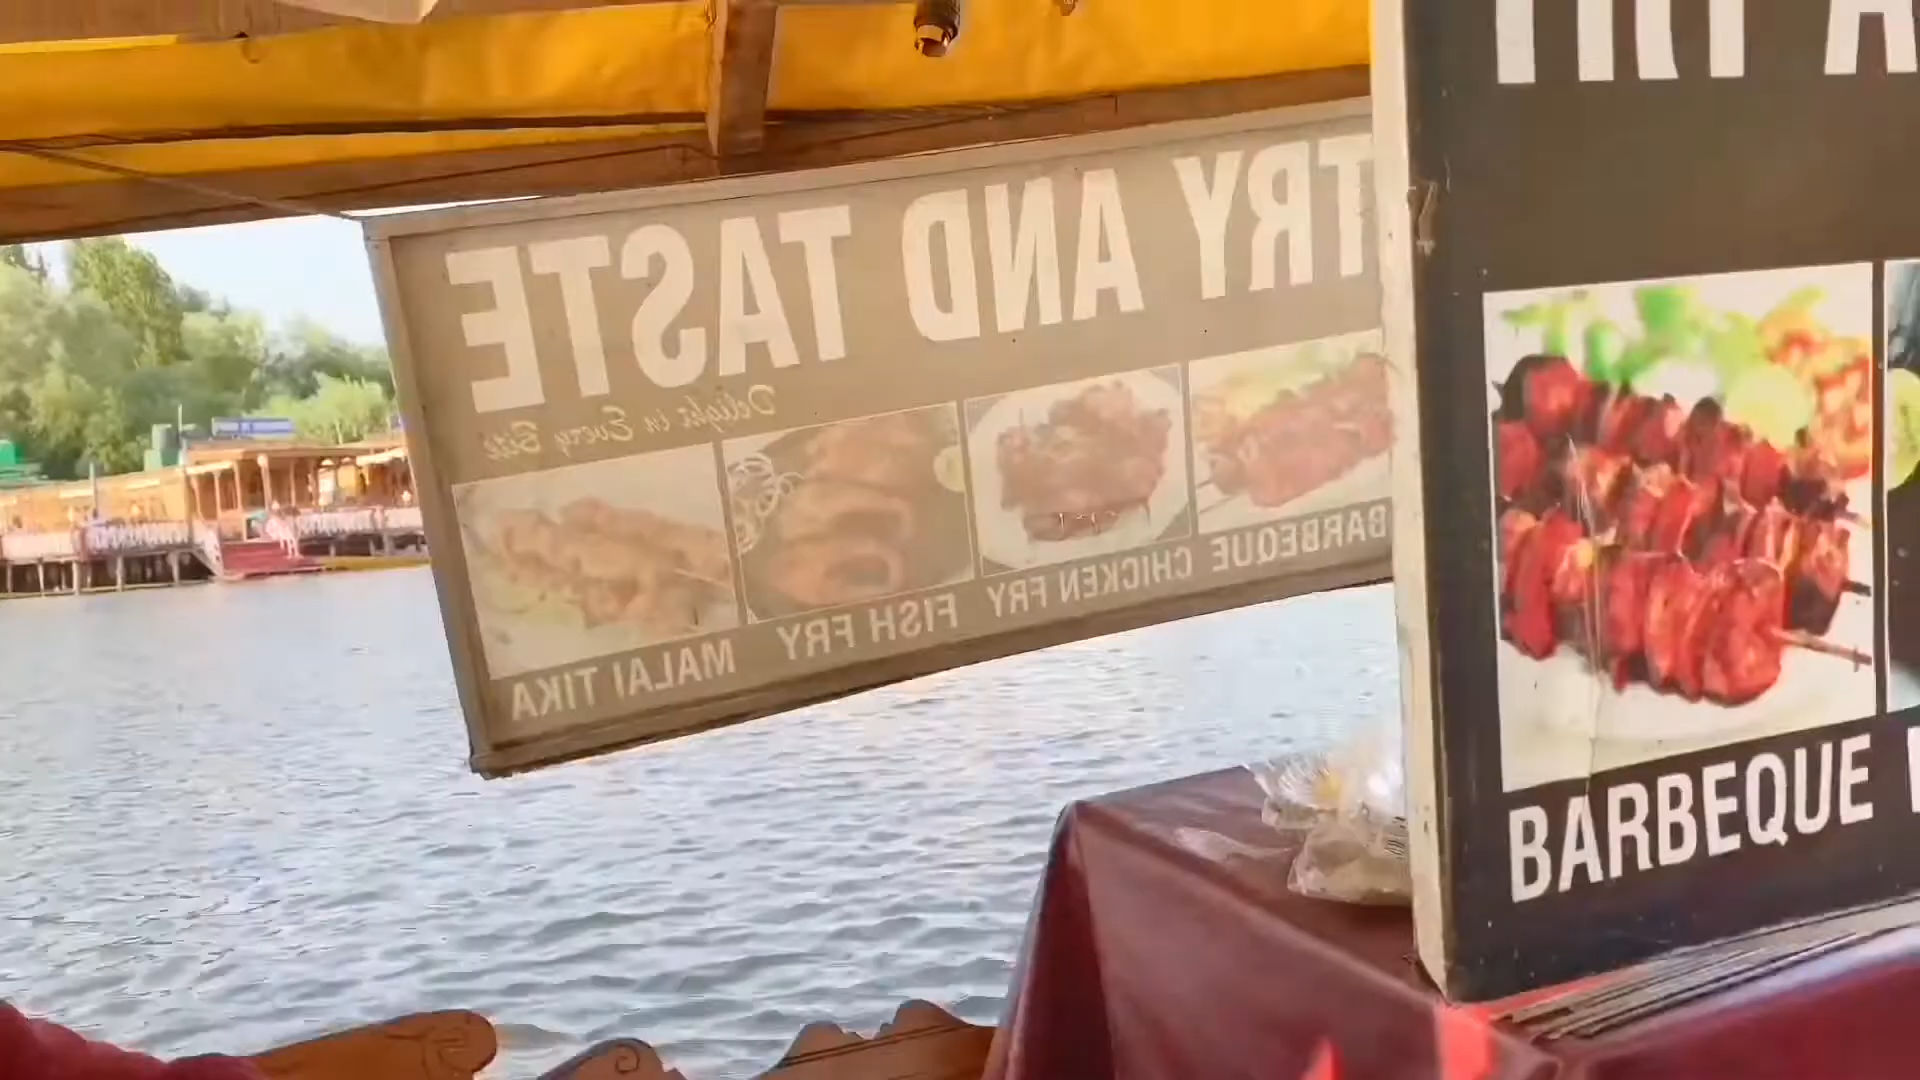 TRY AND TASTE
Delight in Every Bite
BARBEQUE CHICKEN FRY FISH FRY MALAI TIKA
BARBEQUE